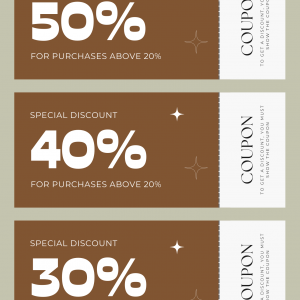 50%
FOR PURCHASES ABOVE 20%
COUPON
TO GET A DISCOUNT, YOU MUST
SHOW THE COUPON
SPECIAL DISCOUNT
40%
FOR PURCHASES ABOVE 20%
COUPON
TO GET A DISCOUNT, YOU MUST
SHOW THE COUPON
SPECIAL DISCOUNT
30%
COUPON
TO GET A DISCOUNT, YOU MUST
SHOW THE COUPON